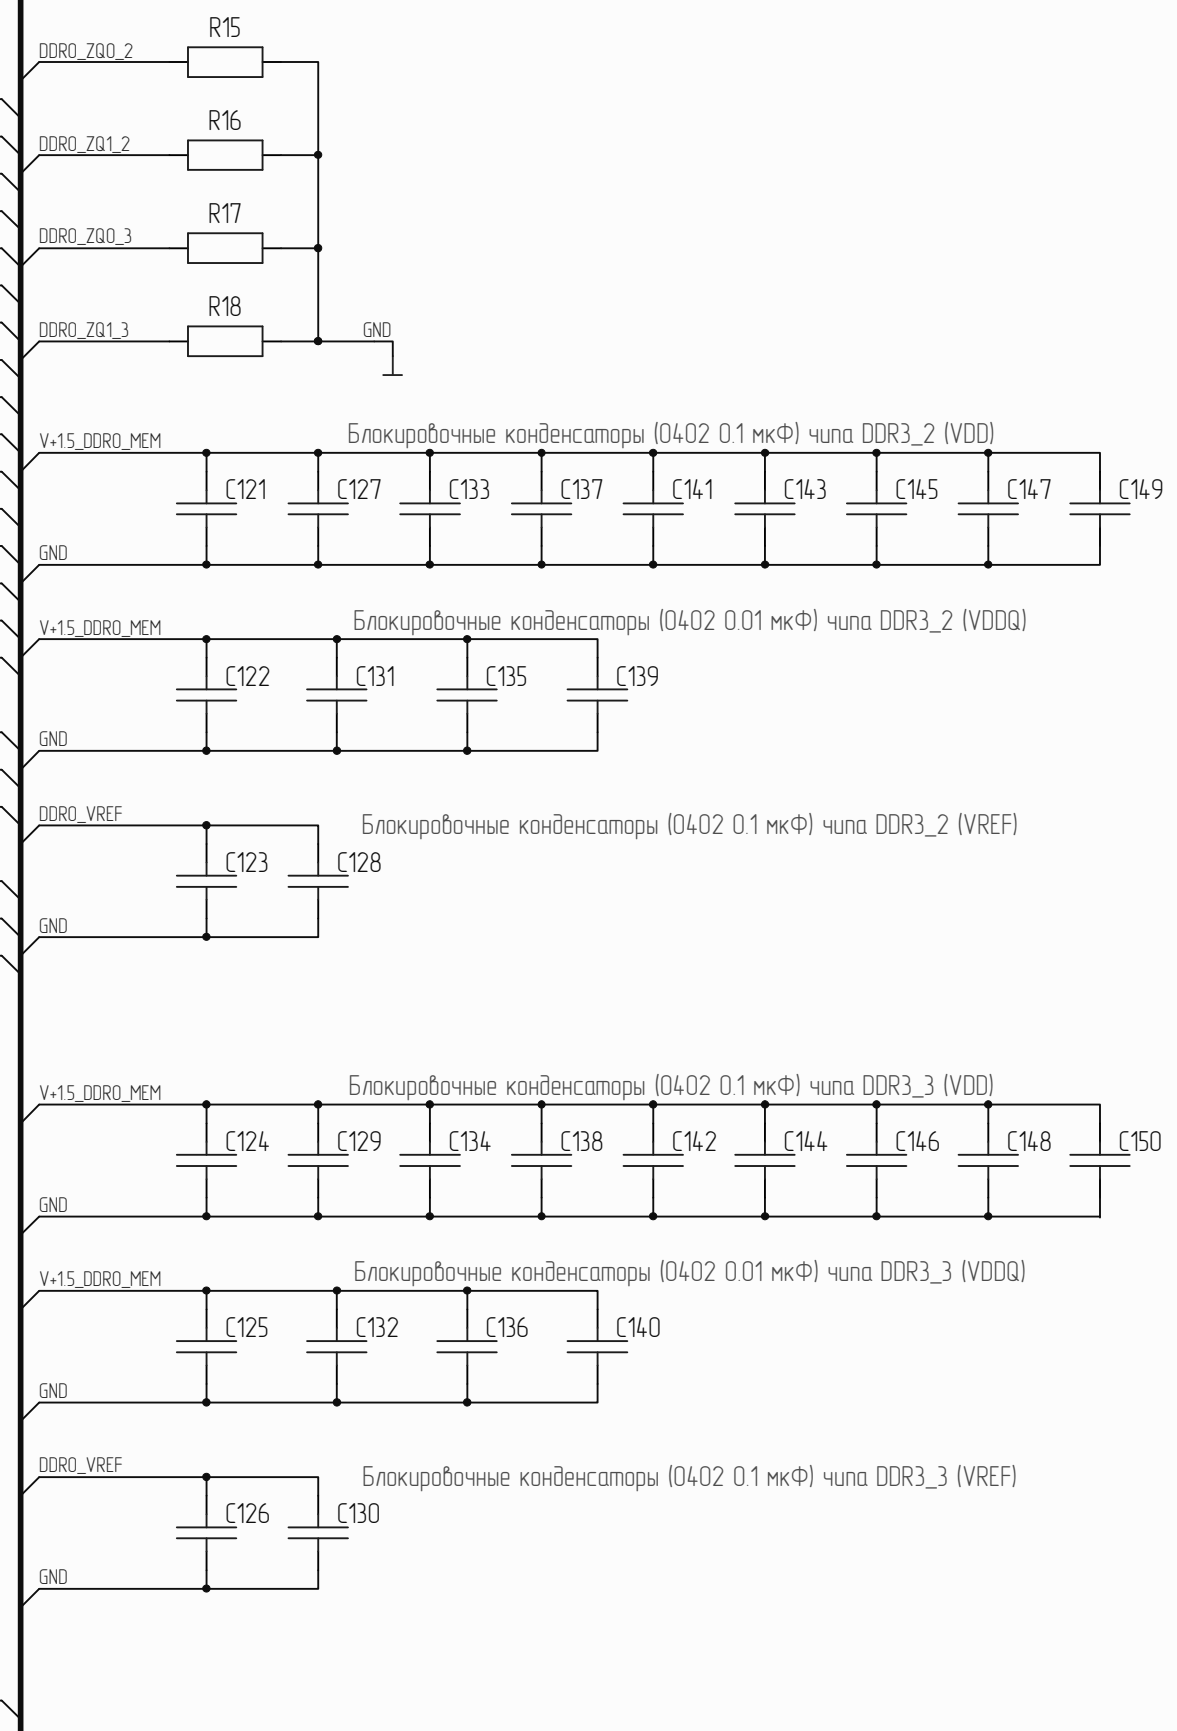 R15
DDR0_ZQ0_2
R16
DDR0_ZQ1_2
R17
DDR0_ZQ0_3
R18
DDR0_ZQ1_3
GND
Блокировочные конденсаторы (0402 0.1 мкФ) чипа DDR3_2 (VDD)
V+1.5_DDR0_MEM
C121 C127 C133 C137 C141 C143 C145 C147 C149
GND
Блокировочные конденсаторы (0402 0.01 мкФ) чипа DDR3_2 (VDDQ)
V+1.5_DDR0_MEM
C122 C131 C135 C139
GND
DDR0_VREF
Блокировочные конденсаторы (0402 0.1 мкФ) чипа DDR3_2 (VREF)
C123 C128
GND
Блокировочные конденсаторы (0402 0.1 мкФ) чипа DDR3_3 (VDD)
V+1.5_DDR0_MEM
C124 C129 C134 C138 C142 C144 C146 C148 C150
GND
Блокировочные конденсаторы (0402 0.01 мкФ) чипа DDR3_3 (VDDQ)
V+1.5_DDR0_MEM
C125 C132 C136 C140
GND
DDR0_VREF
Блокировочные конденсаторы (0402 0.1 мкФ) чипа DDR3_3 (VREF)
C126 C130
GND